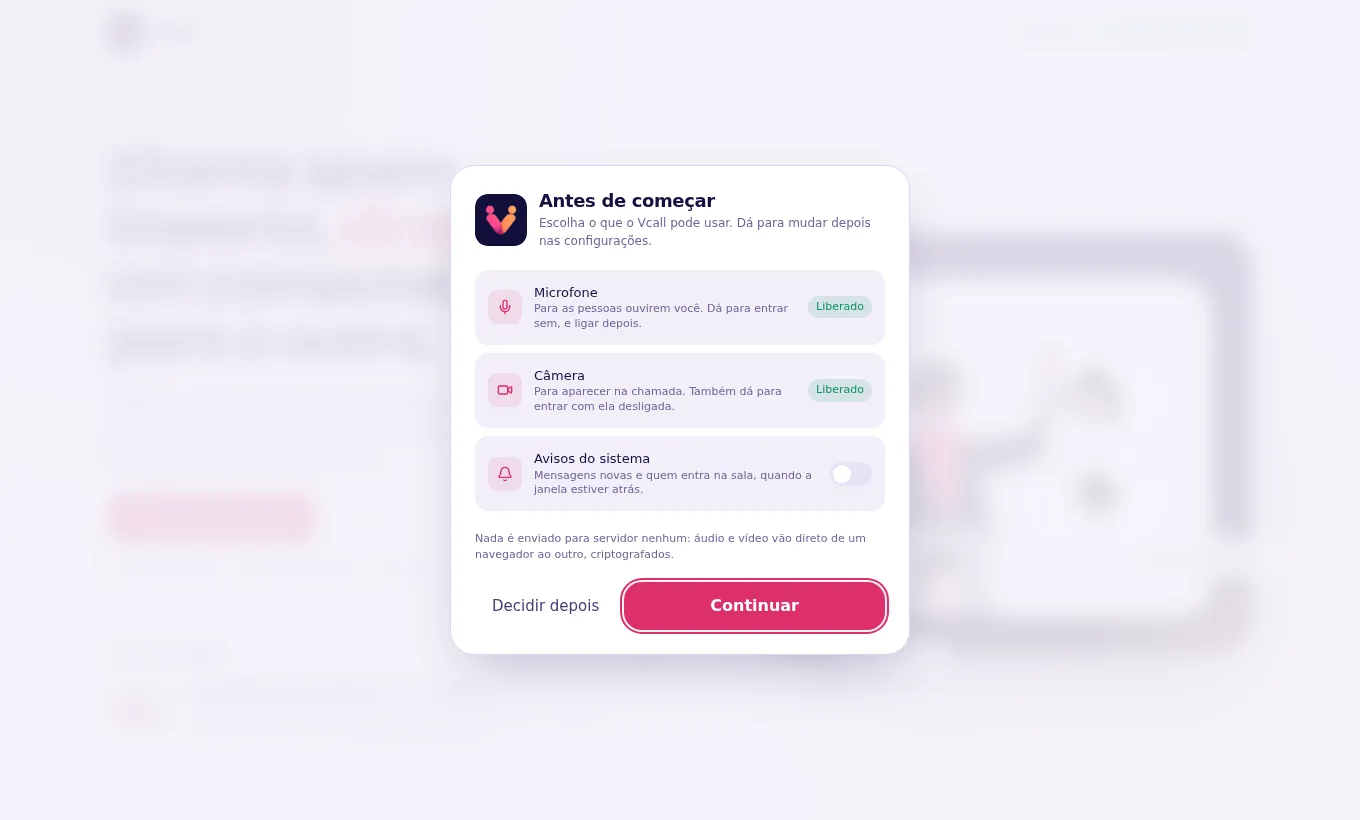 Antes de começar
Escolha o que o Vcall pode usar. Dá para mudar depois
nas configurações.
Microfone
Para as pessoas ouvirem você. Dá para entrar
sem, e ligar depois.
Liberado
Câmera
Para aparecer na chamada. Também dá para
entrar com ela desligada.
Liberado
Avisos do sistema
Mensagens novas e quem entra na sala, quando a
janela estiver atrás.
Nada é enviado para servidor nenhum: áudio e vídeo vão direto de um
navegador ao outro, criptografados.
Decidir depois
Continuar